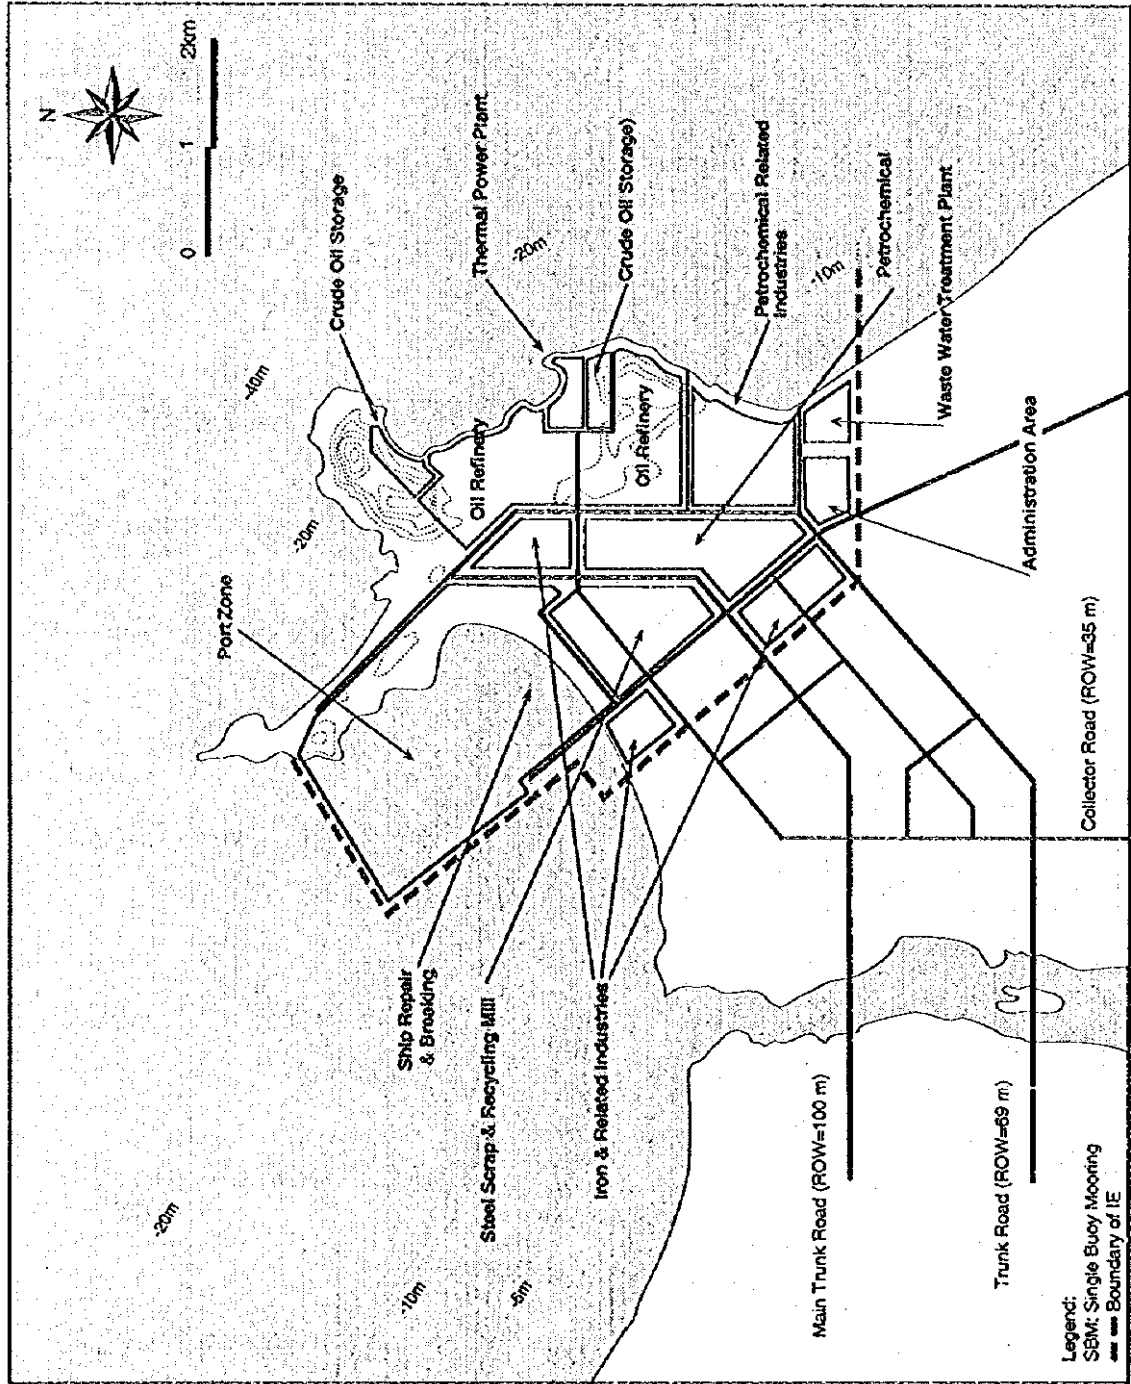 N
0 1 2km
Crude Oil Storage
-40m
Thermal Power Plant
-20m
Crude Oil Storage)
Oil Refinery
-20m
Port Zone
Oil Refinery
Petrochemical Related
Industries
-10m
Petrochemical
Waste Water Treatment Plant
Administration Area
Ship Repair
& Breaking
Steel Scrap & Recycling Mill
Iron & Related Industries
-20m
-10m
-5m
Collector Road (ROW=35 m)
Main Trunk Road (ROW=100 m)
Trunk Road (ROW=69 m)
Legend:
SBM: Single Buoy Mooring
Boundary of IE